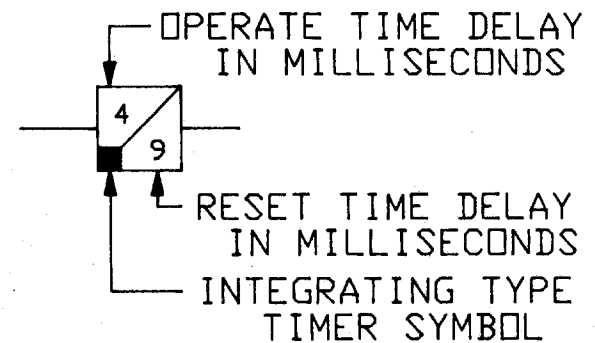 OPERATE TIME DELAY
IN MILLISECONDS
4
9
RESET TIME DELAY
IN MILLISECONDS
INTEGRATING TYPE
TIMER SYMBOL